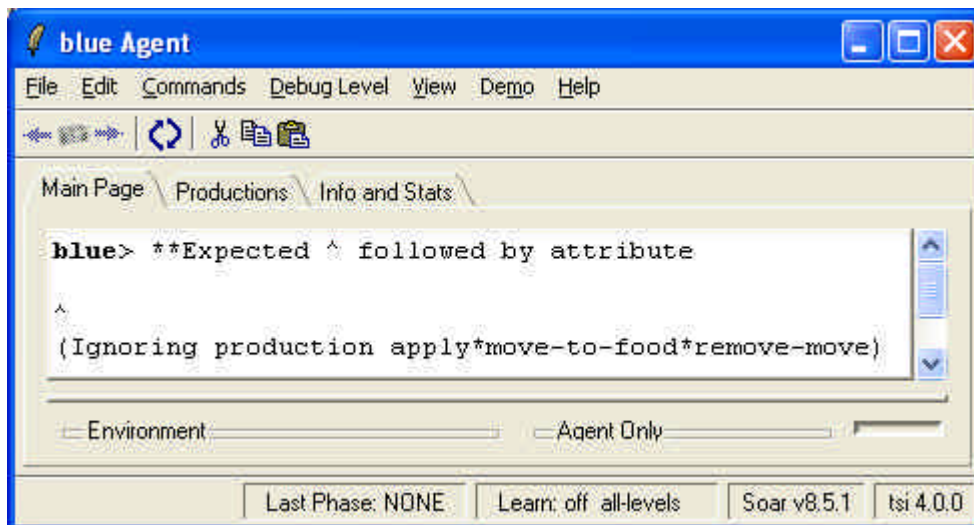 blue Agent
File Edit Commands Debug Level View Demo Help
Main Page Productions Info and Stats
blue> **Expected ^ followed by attribute
^
(Ignoring production apply*move-to-food*remove-move)
Environment Agent Only
Last Phase: NONE Learn: off all-levels Soar v8.5.1 tsi 4.0.0